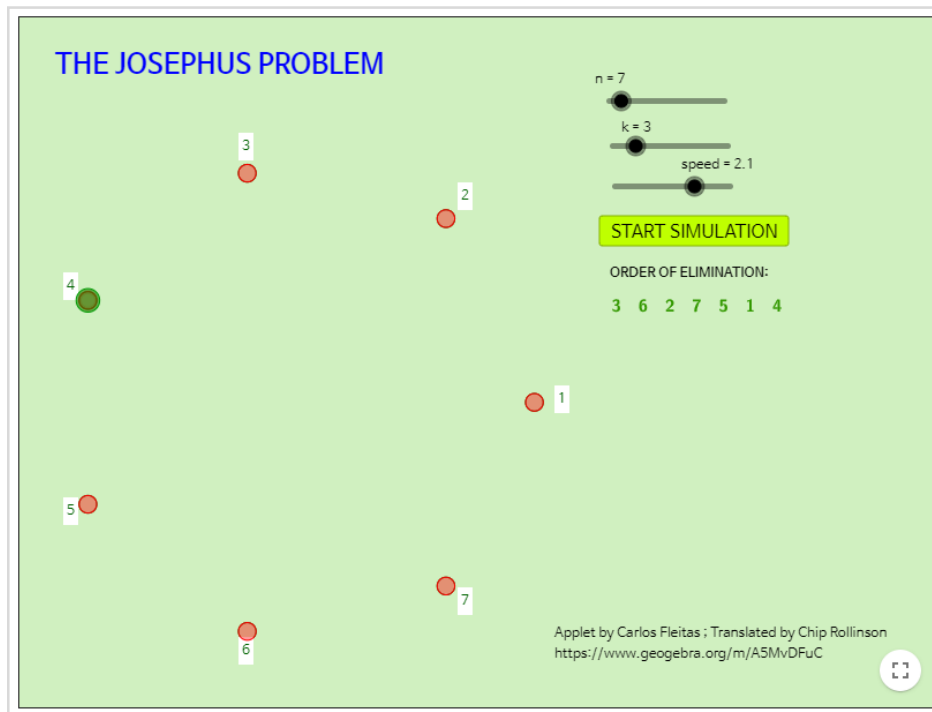 THE JOSEPHUS PROBLEM
n = 7
k = 3
speed = 2.1
START SIMULATION
ORDER OF ELIMINATION:
3 6 2 7 5 1 4
3
2
4
1
5
7
6
Applet by Carlos Fleitas ; Translated by Chip Rollinson
https://www.geogebra.org/m/A5MvDFuC